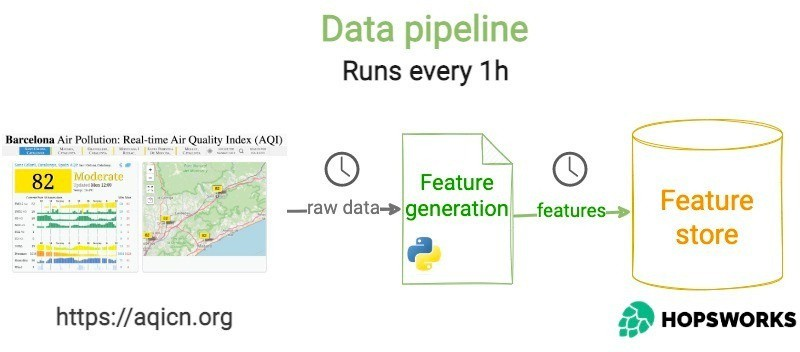 Data pipeline
Runs every 1h
Barcelona Air Pollution: Real-time Air Quality Index (AQI)
82
Moderate
raw data
Feature
generation
features
Feature
store
https://aqicn.org
HOPSWORKS